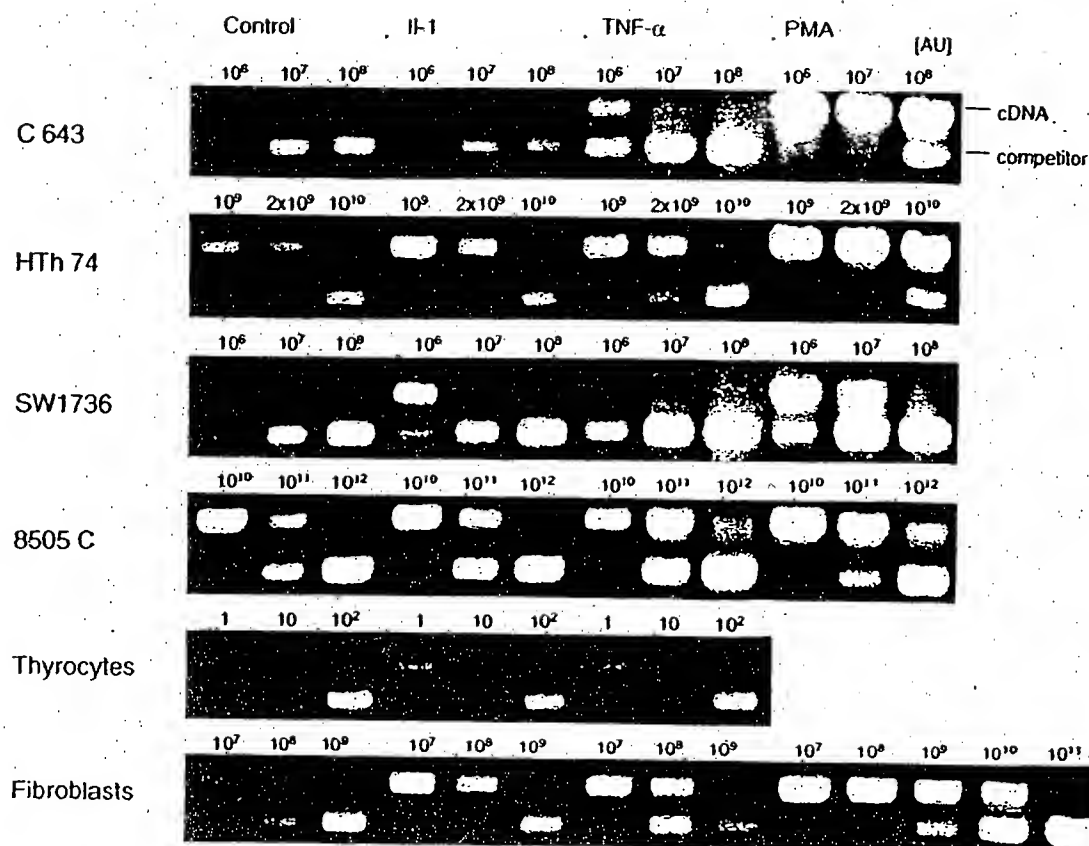 Control Il-1 TNF-α PMA [AU]
10⁶ 10⁷ 10⁸ 10⁶ 10⁷ 10⁸ 10⁶ 10⁷ 10⁸ 10⁶ 10⁷ 10⁸
C 643
cDNA
competitor
10⁹ 2x10⁹ 10¹⁰ 10⁹ 2x10⁹ 10¹⁰ 10⁹ 2x10⁹ 10¹⁰ 10⁹ 2x10⁹ 10¹⁰
HTh 74
10⁶ 10⁷ 10⁸ 10⁶ 10⁷ 10⁸ 10⁶ 10⁷ 10⁸ 10⁶ 10⁷ 10⁸
SW1736
10¹⁰ 10¹¹ 10¹² 10¹⁰ 10¹¹ 10¹² 10¹⁰ 10¹¹ 10¹² 10¹⁰ 10¹¹ 10¹²
8505 C
1 10 10² 1 10 10² 1 10 10²
Thyrocytes
10⁷ 10⁸ 10⁹ 10⁷ 10⁸ 10⁹ 10⁷ 10⁸ 10⁹ 10⁷ 10⁸ 10⁹ 10¹⁰ 10¹¹
Fibroblasts